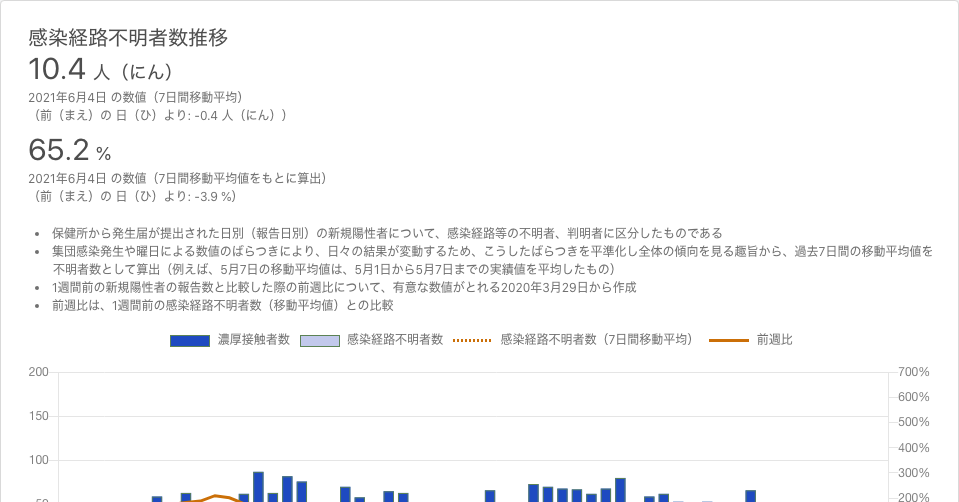 感染経路不明者数推移
10.4 人（にん）
2021年6月4日 の数値（7日間移動平均）
（前（まえ）の 日（ひ）より: -0.4 人（にん））
65.2 %
2021年6月4日 の数値（7日間移動平均値をもとに算出）
（前（まえ）の 日（ひ）より: -3.9 %）
• 保健所から発生届が提出された日別（報告日別）の新規陽性者について、感染経路等の不明者、判明者に区分したものである
• 集団感染発生や曜日による数値のばらつきにより、日々の結果が変動するため、こうしたばらつきを平準化し全体の傾向を見る趣旨から、過去7日間の移動平均値を
不明者数として算出（例えば、5月7日の移動平均値は、5月1日から5月7日までの実績値を平均したもの）
• 1週間前の新規陽性者の報告数と比較した際の前週比について、有意な数値がとれる2020年3月29日から作成
• 前週比は、1週間前の感染経路不明者数（移動平均値）との比較
濃厚接触者数 感染経路不明者数 感染経路不明者数（7日間移動平均） 前週比
200 700%
600%
150 500%
400%
100 300%
50 200%